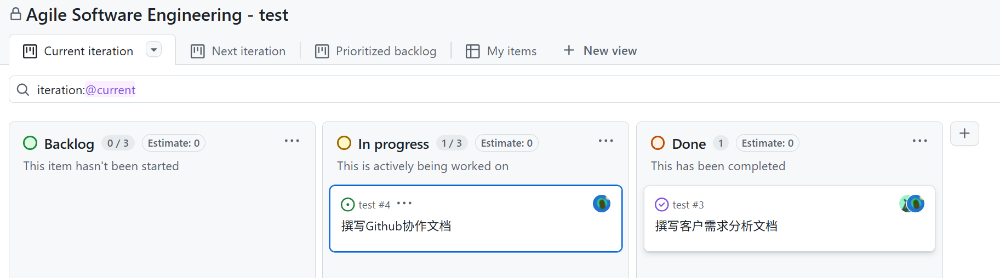 Agile Software Engineering - test
Current iteration
Next iteration
Prioritized backlog
My items
New view
iteration:@current
Backlog 0 / 3 Estimate: 0
This item hasn't been started
In progress 1 / 3 Estimate: 0
This is actively being worked on
test #4
撰写Github协作文档
Done 1 Estimate: 0
This has been completed
test #3
撰写客户需求分析文档